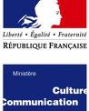 Liberté • Égalité • Fraternité
RÉPUBLIQUE FRANÇAISE
Ministère
Culture
Communication